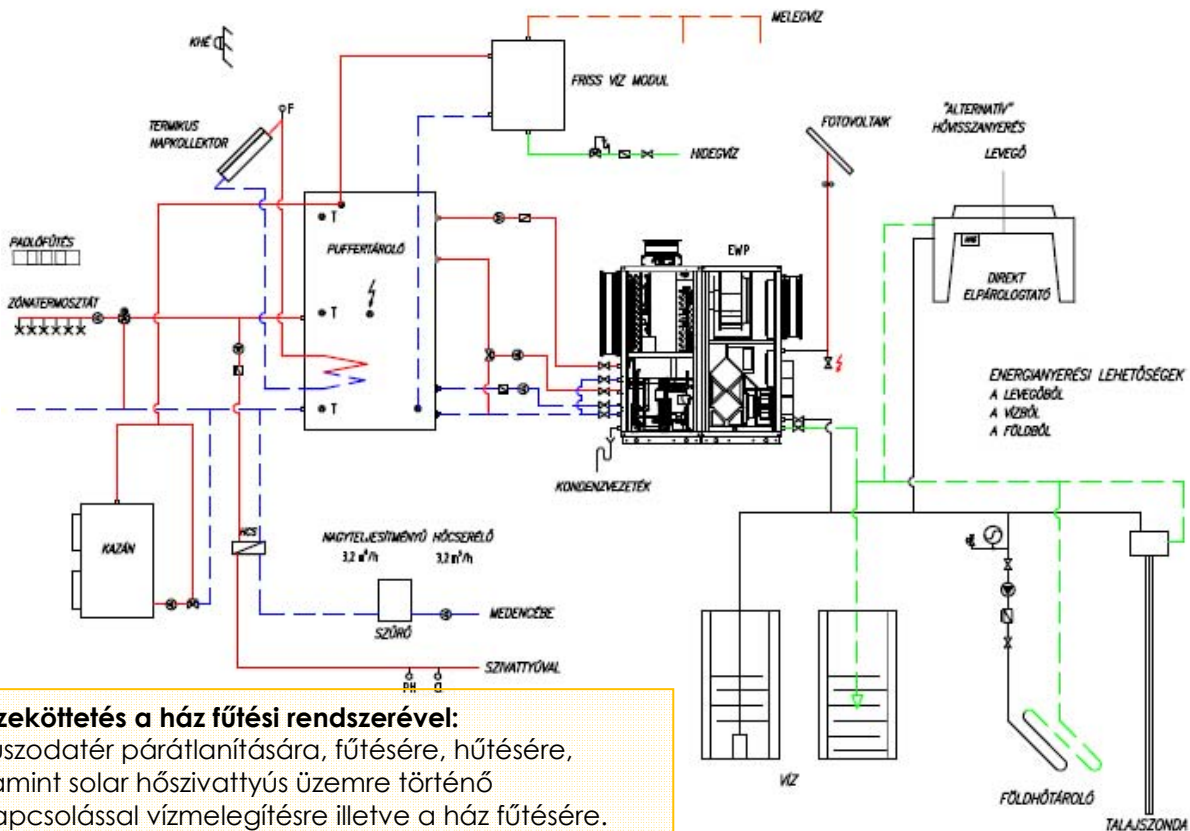 MELEGVÍZ
KHÉ
FRISS VÍZ MODUL
"ALTERNATÍV"
HŐVISSZANYERÉS
LEVEGŐ
FOTOVOLTAIK
F
TERMIKUS
NAPKOLLEKTOR
HIDEGVÍZ
T
PUFFERTÁROLÓ
EWP
PADLÓFŰTÉS
DIREKT
ELPÁROLOGTATÓ
ZÓNATERMOSZTÁT
T
ENERGIANYERÉSI LEHETŐSÉGEK
A LEVEGŐBŐL
A VÍZBŐL
A FÖLDBŐL
T
KONDENZVEZETÉK
KAZÁN
HCS
NAGYTELJESÍTMÉNYŰ HŐCSERÉLŐ
3,2 m³/h 3,2 m³/h
MEDENCÉBE
SZŰRŐ
SZIVATTYÚVAL
PH Cl
zeköttetés a ház fűtési rendszerével:
uszodatér párátlanítására, fűtésére, hűtésére,
amint solar hőszivattyús üzemre történő
apcsolással vízmelegítésre illetve a ház fűtésére.
VÍZ
FÖLDHŐTÁROLÓ
TALAJSZONDA